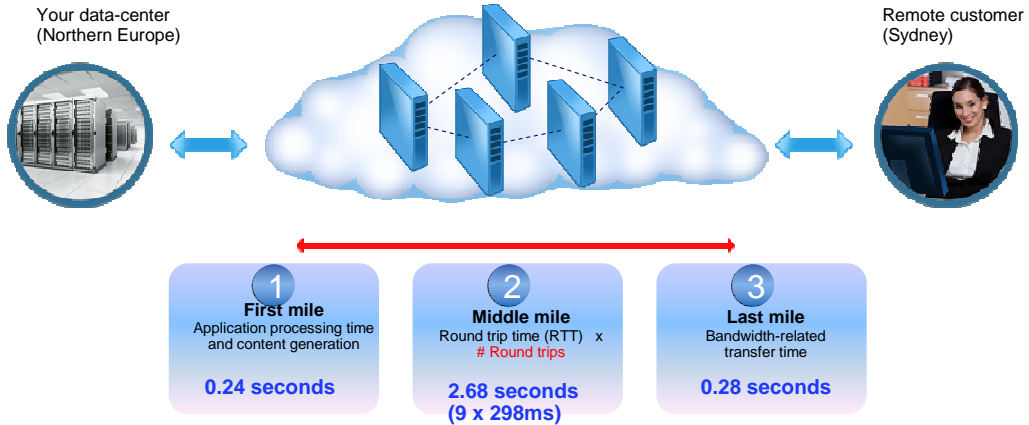 Your data-center
(Northern Europe)
Remote customer
(Sydney)
1
First mile
Application processing time
and content generation
0.24 seconds
2
Middle mile
Round trip time (RTT) x
# Round trips
2.68 seconds
(9 x 298ms)
3
Last mile
Bandwidth-related
transfer time
0.28 seconds